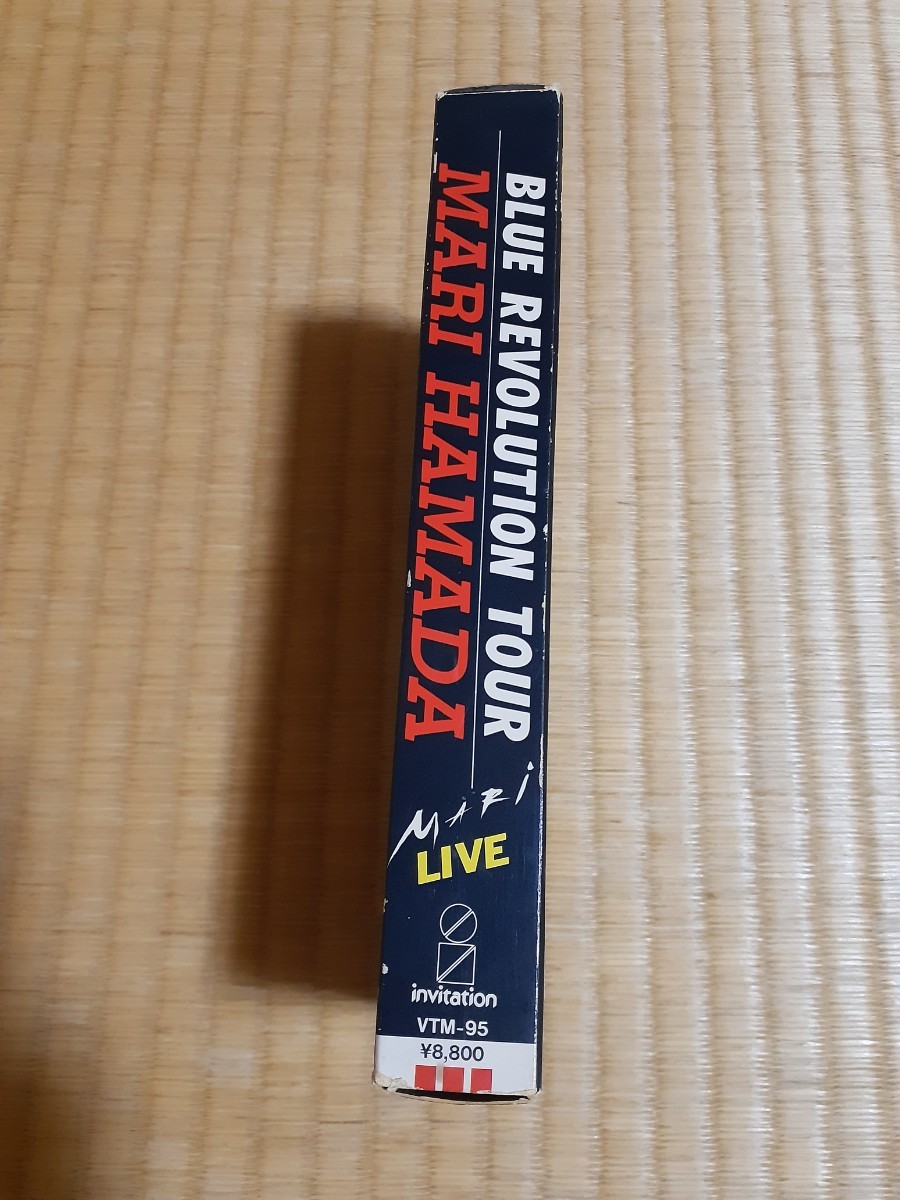 BLUE REVOLUTION TOUR
MARI HAMADA
MARi
LIVE
invitation
VTM-95
¥8,800